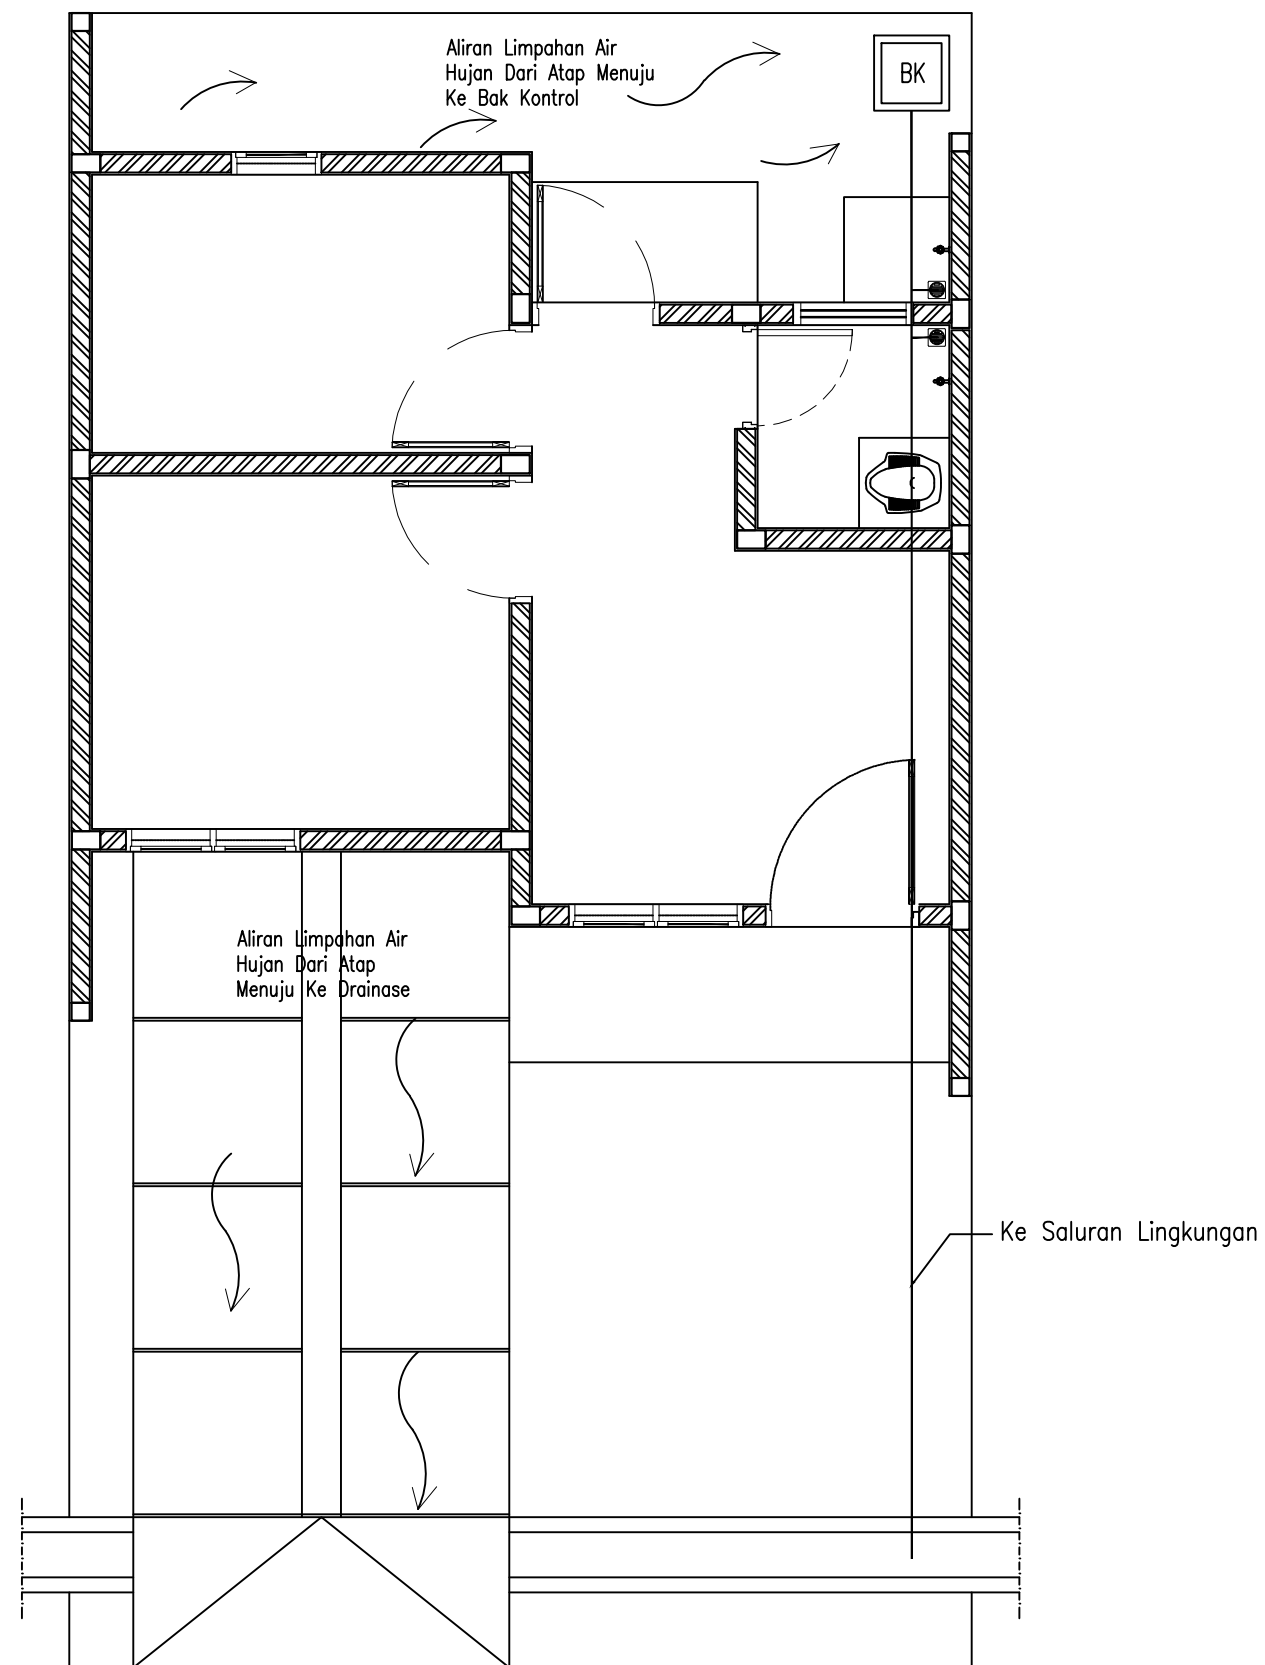 Aliran Limpahan Air
Hujan Dari Atap Menuju
Ke Bak Kontrol
BK
Aliran Limpahan Air
Hujan Dari Atap
Menuju Ke Drainase
Ke Saluran Lingkungan